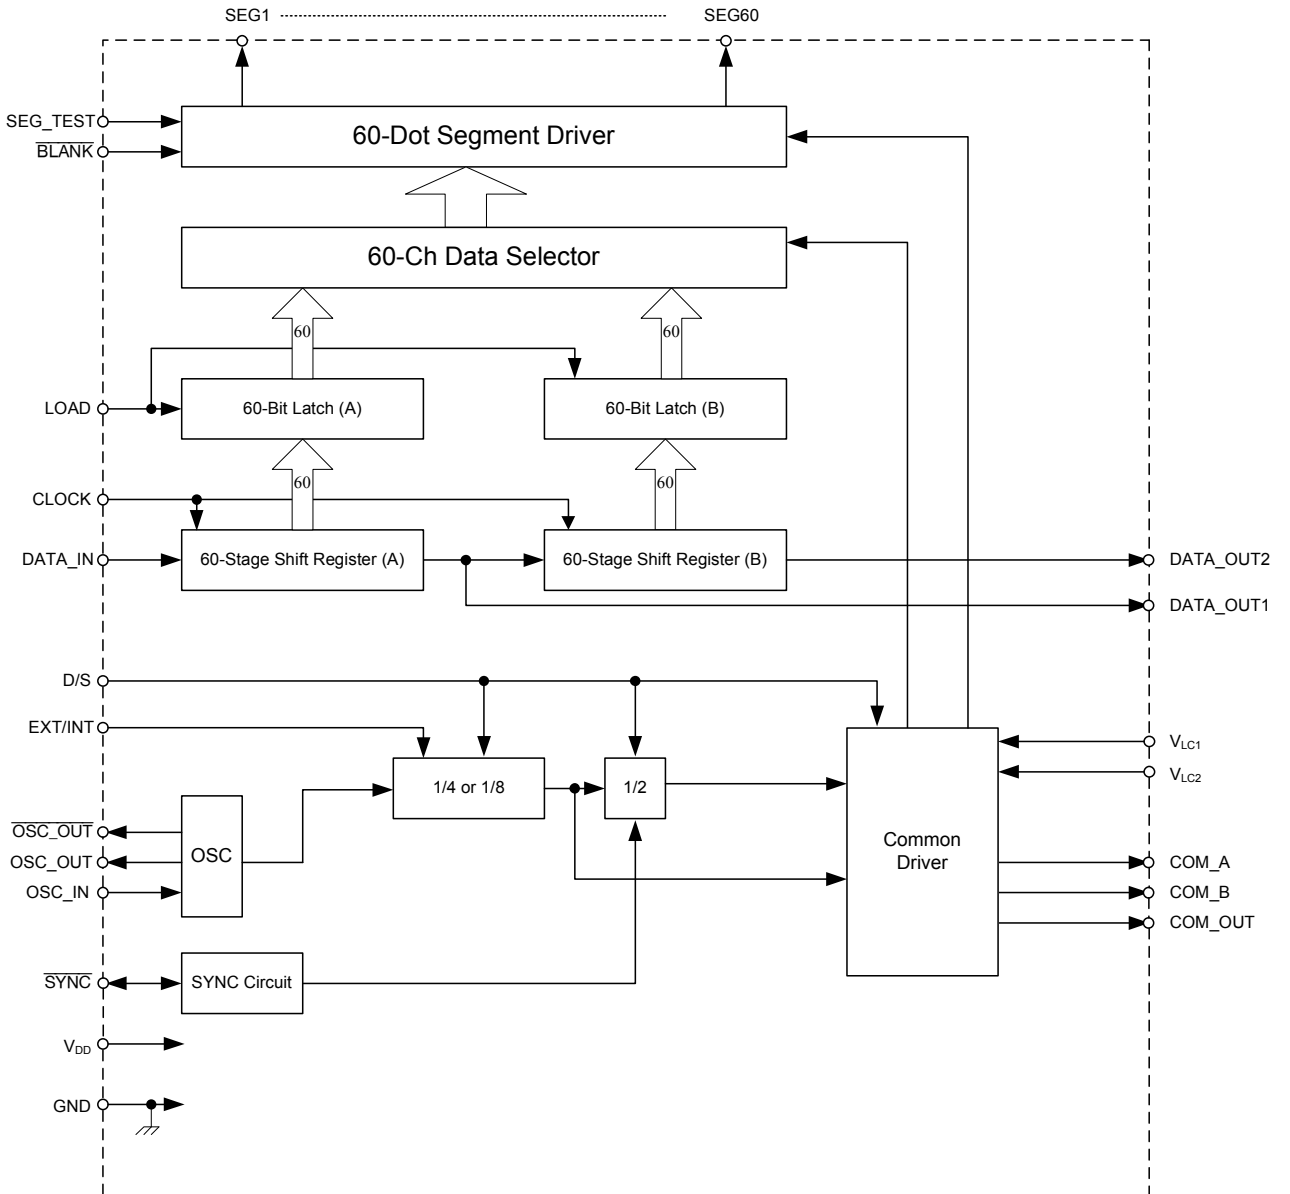 SEG1 SEG60
SEG_TEST
BLANK
60-Dot Segment Driver
60-Ch Data Selector
60 60
LOAD
60-Bit Latch (A) 60-Bit Latch (B)
60 60
CLOCK
DATA_IN
60-Stage Shift Register (A) 60-Stage Shift Register (B)
DATA_OUT2
DATA_OUT1
D/S
EXT/INT
VLC1
VLC2
1/4 or 1/8 1/2
OSC_OUT
OSC_OUT
OSC_IN
OSC
Common
Driver
COM_A
COM_B
COM_OUT
SYNC
SYNC Circuit
VDD
GND